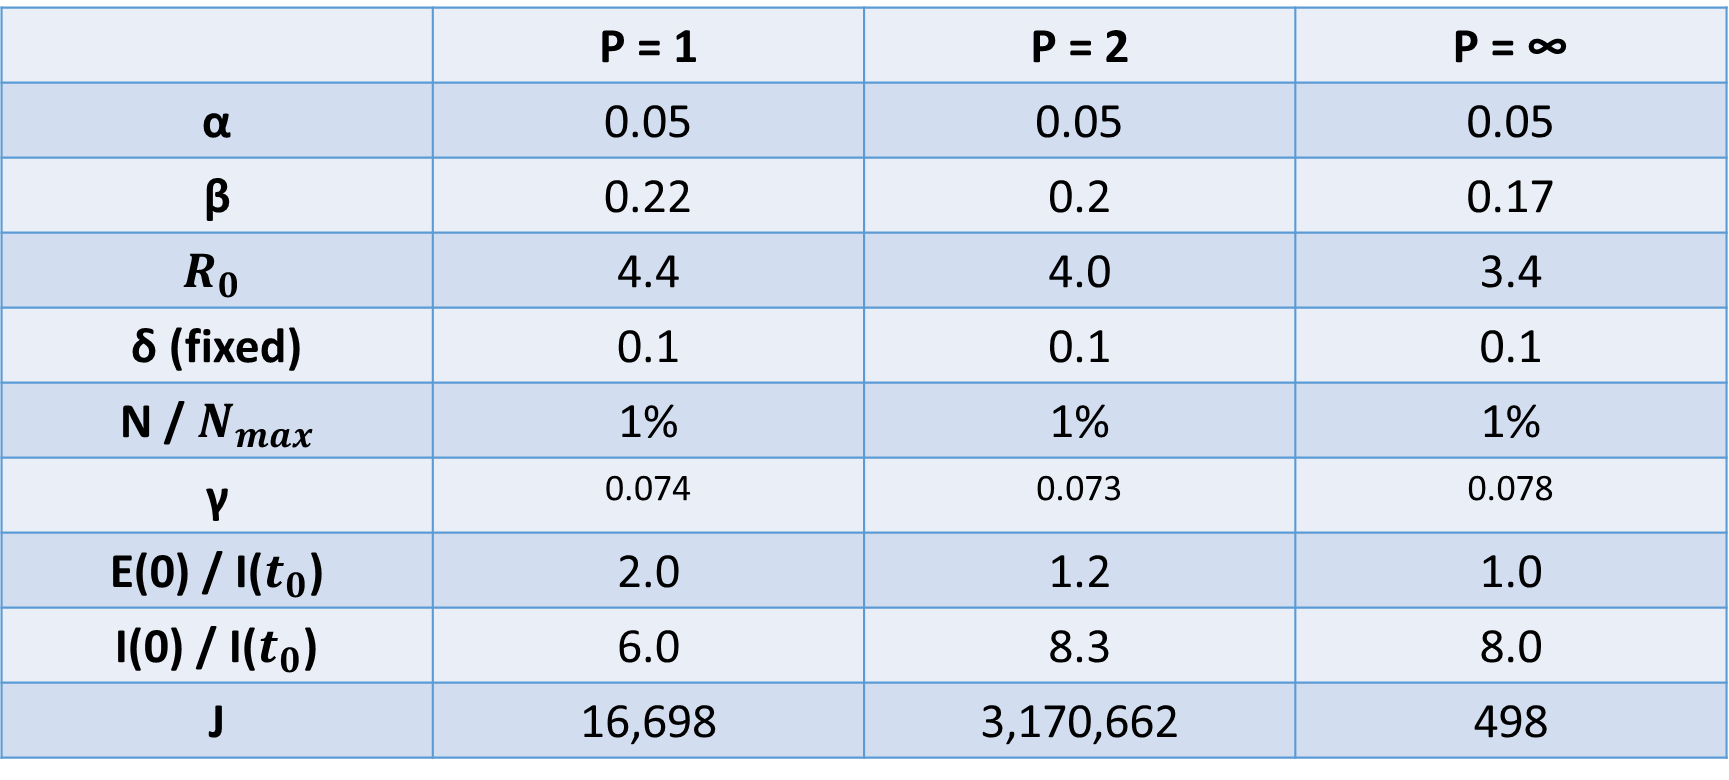 P = 1 P = 2 P = ∞
α 0.05 0.05 0.05
β 0.22 0.2 0.17
R₀ 4.4 4.0 3.4
δ (fixed) 0.1 0.1 0.1
N / Nₘₐₓ 1% 1% 1%
γ 0.074 0.073 0.078
E(0) / I(t₀) 2.0 1.2 1.0
I(0) / I(t₀) 6.0 8.3 8.0
J 16,698 3,170,662 498